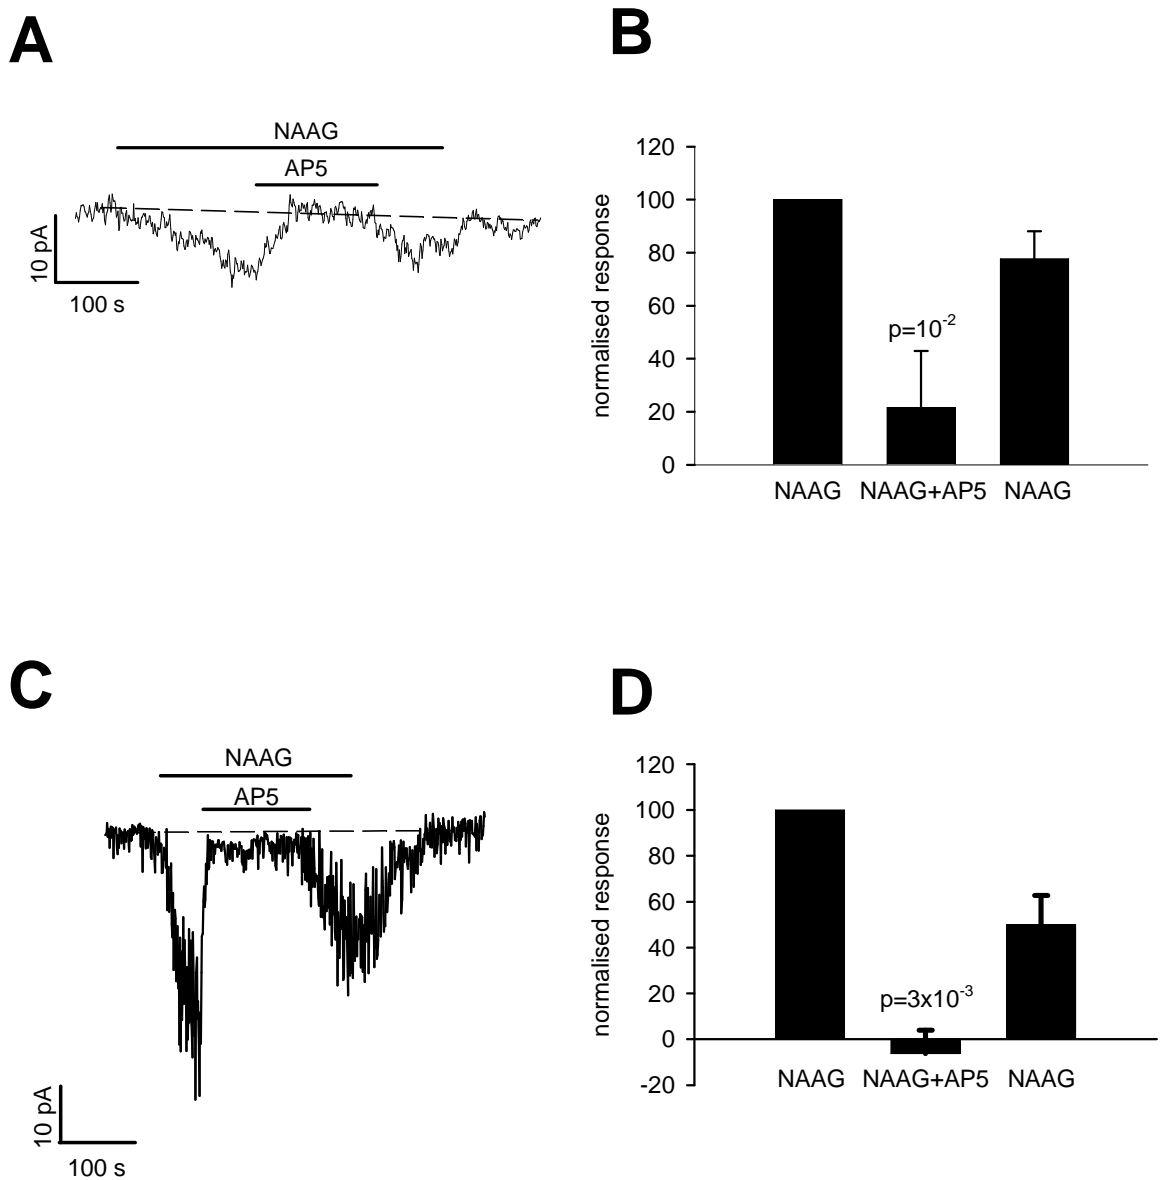 A
NAAG
AP5
10 pA
100 s
B
normalised response
120
100
80
60
40
20
0
p=10⁻²
NAAG NAAG+AP5 NAAG
C
NAAG
AP5
10 pA
100 s
D
normalised response
120
100
80
60
40
20
0
-20
p=3x10⁻³
NAAG NAAG+AP5 NAAG